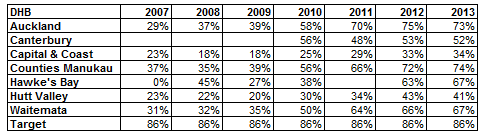 DHB 2007 2008 2009 2010 2011 2012 2013
Auckland 29% 37% 39% 58% 70% 75% 73%
Canterbury 56% 48% 53% 52%
Capital & Coast 23% 18% 18% 25% 29% 33% 34%
Counties Manukau 37% 35% 39% 56% 66% 72% 74%
Hawke's Bay 0% 45% 27% 38% 63% 67%
Hutt Valley 23% 22% 20% 30% 34% 43% 41%
Waitemata 31% 32% 35% 50% 64% 66% 67%
Target 86% 86% 86% 86% 86% 86% 86%